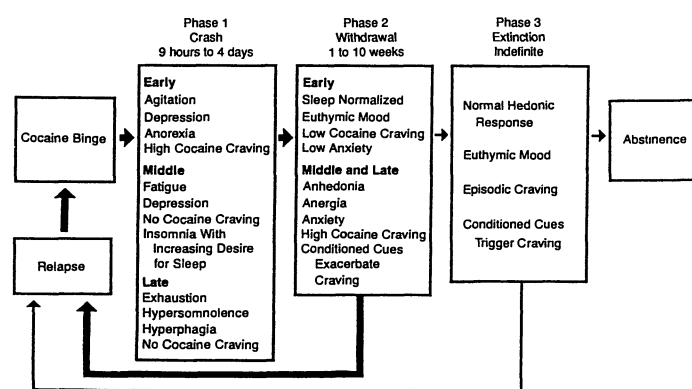 Phase 1
Crash
9 hours to 4 days
Phase 2
Withdrawal
1 to 10 weeks
Phase 3
Extinction
Indefinite
Cocaine Binge
Relapse
Early
Agitation
Depression
Anorexia
High Cocaine Craving
Middle
Fatigue
Depression
No Cocaine Craving
Insomnia With
Increasing Desire
for Sleep
Late
Exhaustion
Hypersomnolence
Hyperphagia
No Cocaine Craving
Early
Sleep Normalized
Euthymic Mood
Low Cocaine Craving
Low Anxiety
Middle and Late
Anhedonia
Anergia
Anxiety
High Cocaine Craving
Conditioned Cues
Exacerbate
Craving
Normal Hedonic
Response
Euthymic Mood
Episodic Craving
Conditioned Cues
Trigger Craving
Abstinence